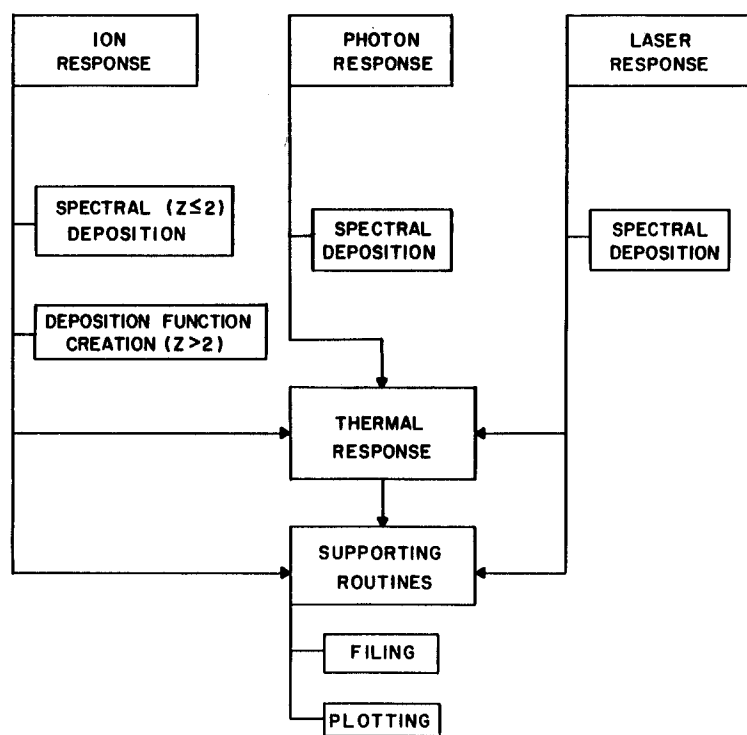 ION
RESPONSE
PHOTON
RESPONSE
LASER
RESPONSE
SPECTRAL (Z≤2)
DEPOSITION
SPECTRAL
DEPOSITION
SPECTRAL
DEPOSITION
DEPOSITION FUNCTION
CREATION (Z>2)
THERMAL
RESPONSE
SUPPORTING
ROUTINES
FILING
PLOTTING